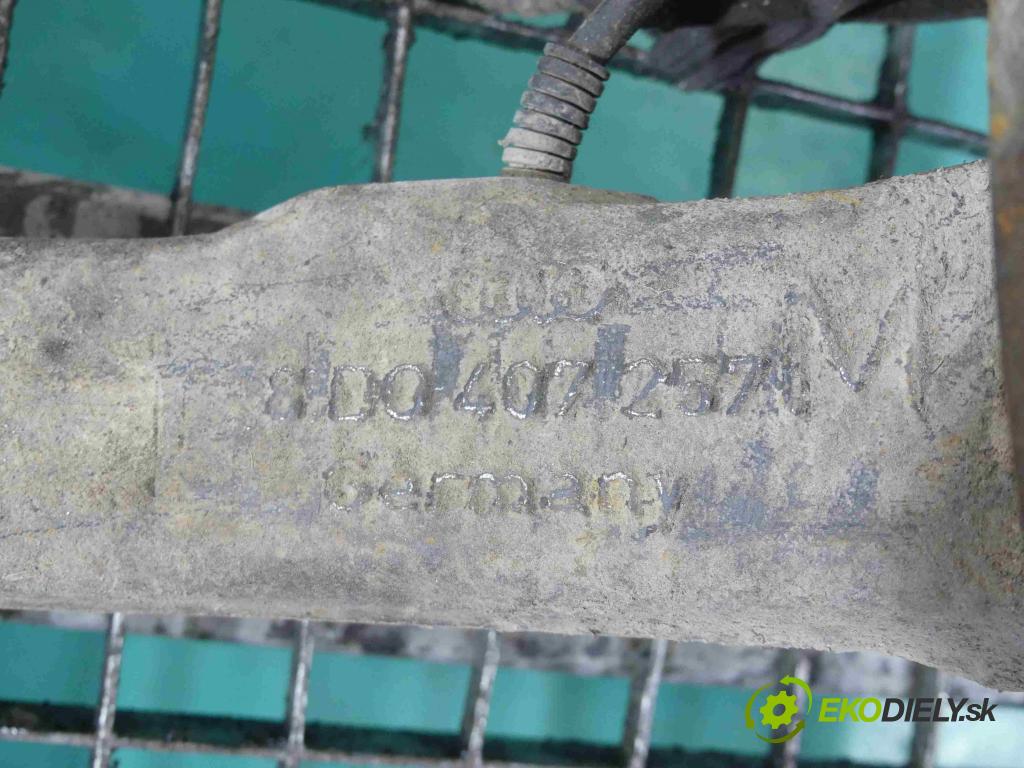 8D0 407 257 M
Germany
EKODIELY.sk